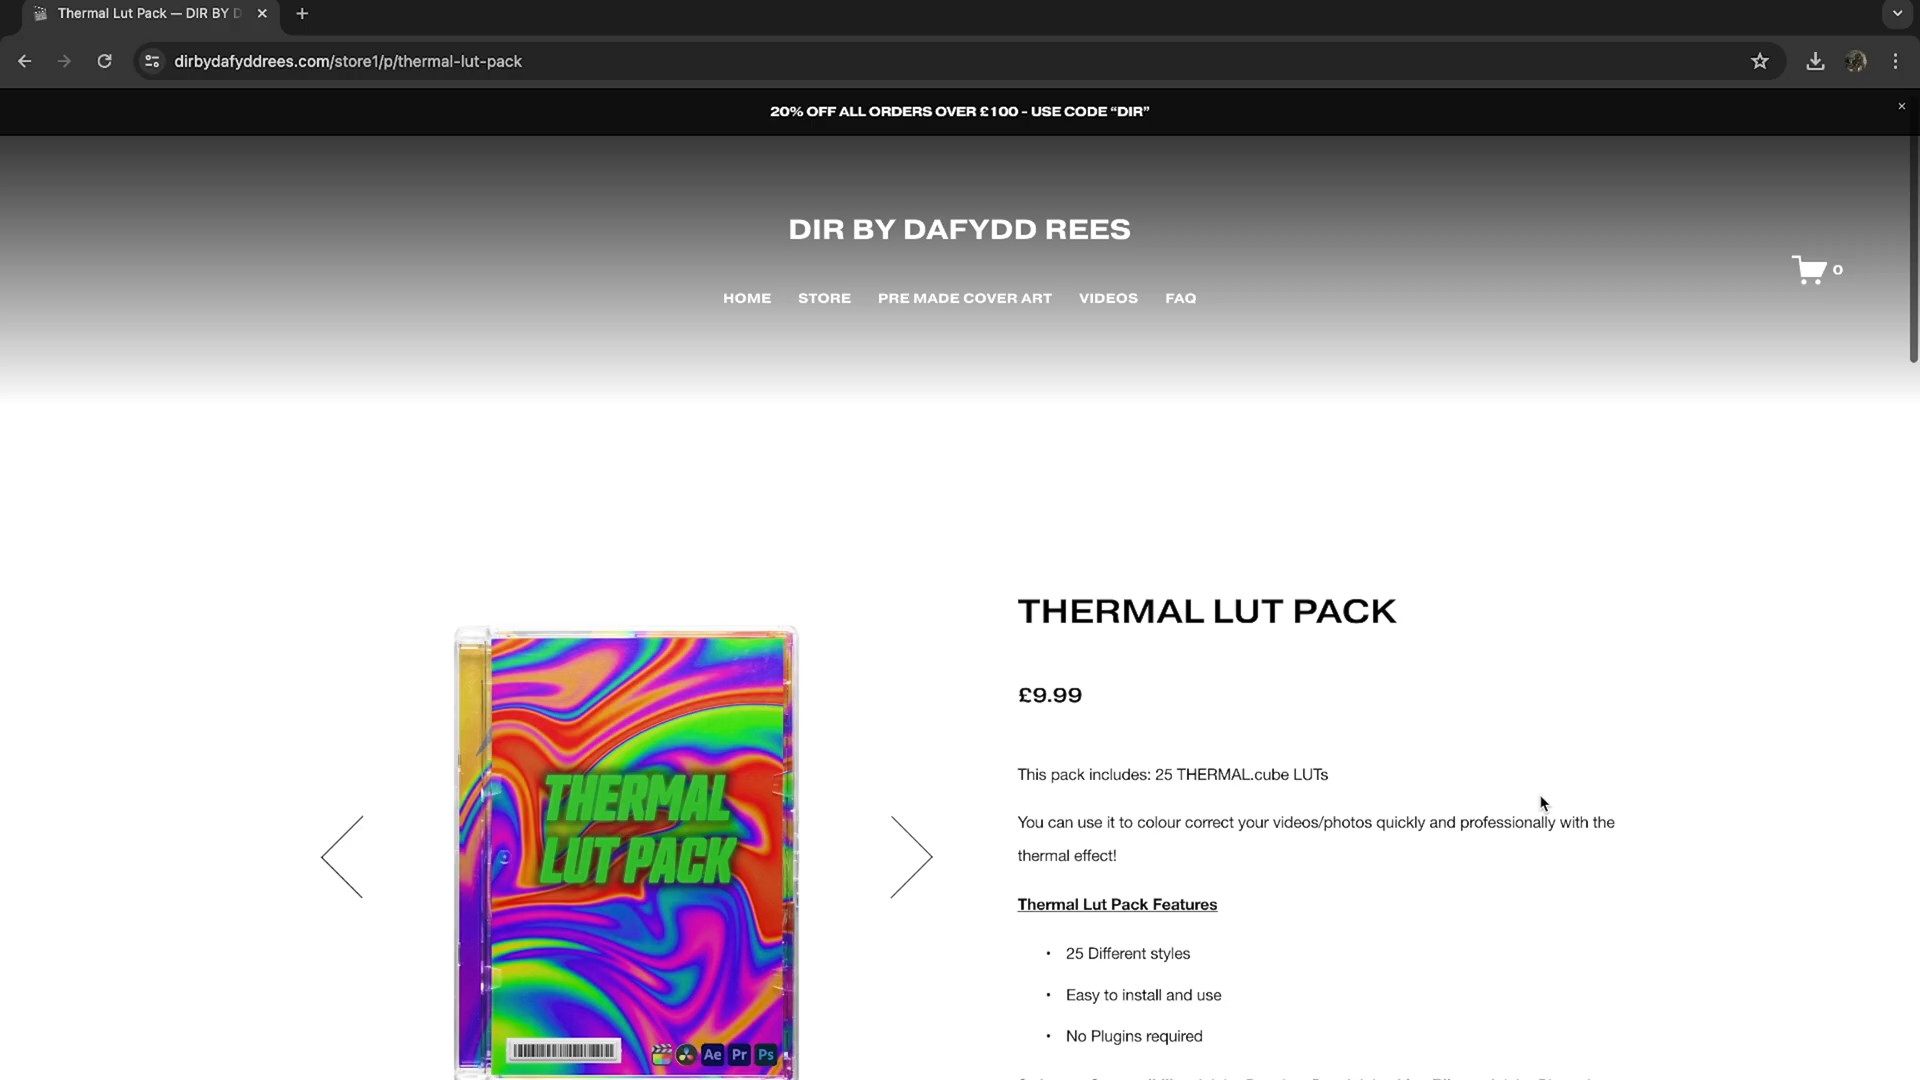 Thermal Lut Pack — DIR BY D
dirbydafyddrees.com/store1/p/thermal-lut-pack
20% OFF ALL ORDERS OVER £100 - USE CODE “DIR”
DIR BY DAFYDD REES
0
HOME STORE PRE MADE COVER ART VIDEOS FAQ
THERMAL LUT PACK
£9.99
This pack includes: 25 THERMAL.cube LUTs
You can use it to colour correct your videos/photos quickly and professionally with the
thermal effect!
Thermal Lut Pack Features
• 25 Different styles
• Easy to install and use
• No Plugins required
THERMAL
LUT PACK
Ae Pr Ps